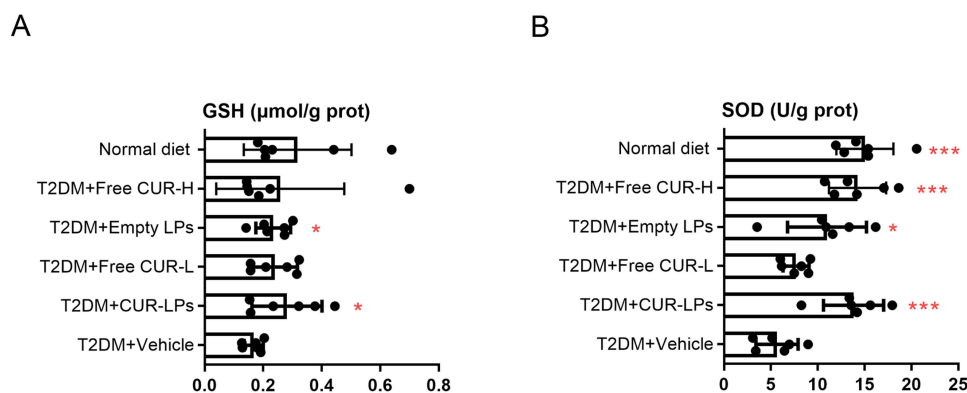 A
B
GSH (μmol/g prot)
Normal diet
T2DM+Free CUR-H
T2DM+Empty LPs
*
T2DM+Free CUR-L
T2DM+CUR-LPs
*
T2DM+Vehicle
0.0 0.2 0.4 0.6 0.8
SOD (U/g prot)
Normal diet
***
T2DM+Free CUR-H
***
T2DM+Empty LPs
*
T2DM+Free CUR-L
T2DM+CUR-LPs
***
T2DM+Vehicle
0 5 10 15 20 25